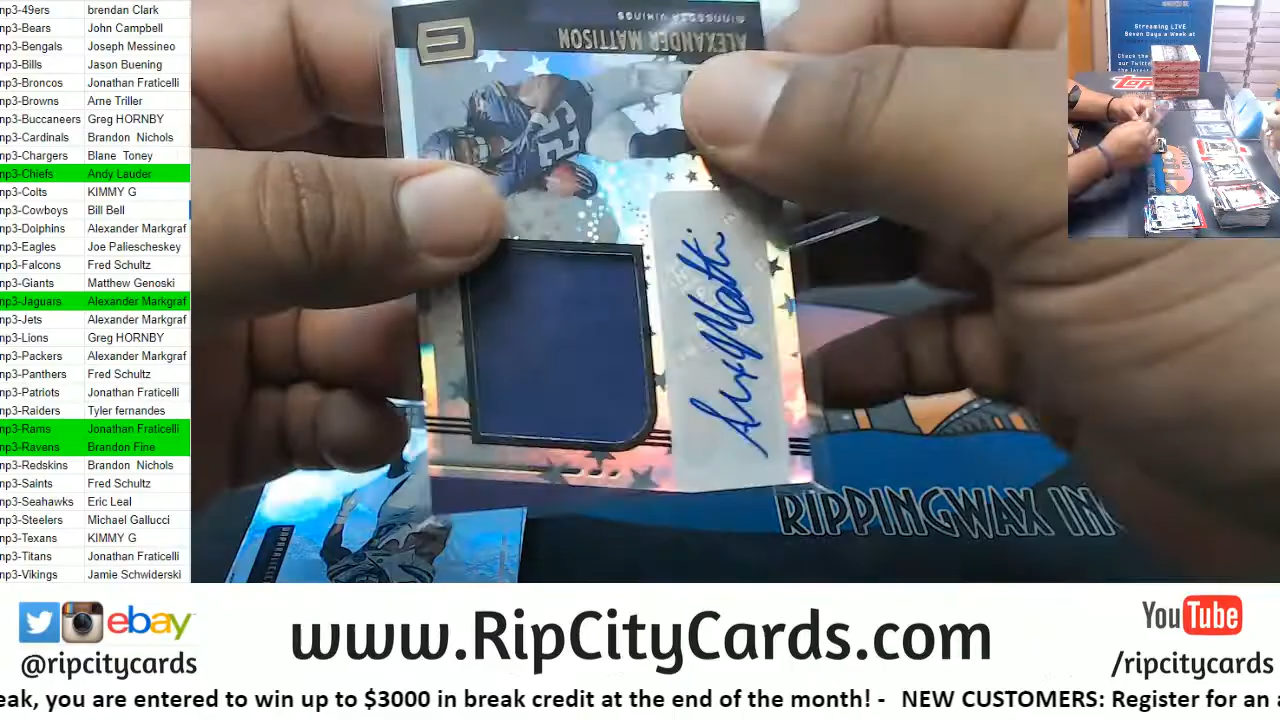 np3-49ers brendan Clark
np3-Bears John Campbell
np3-Bengals Joseph Messineo
np3-Bills Jason Buening
np3-Broncos Jonathan Fraticelli
np3-Browns Arne Triller
np3-Buccaneers Greg HORNBY
np3-Cardinals Brandon Nichols
np3-Chargers Blane Toney
np3-Chiefs Andy Lauder
np3-Colts KIMMY G
np3-Cowboys Bill Bell
np3-Dolphins Alexander Markgraf
np3-Eagles Joe Paliescheskey
np3-Falcons Fred Schultz
np3-Giants Matthew Genoski
np3-Jaguars Alexander Markgraf
np3-Jets Alexander Markgraf
np3-Lions Greg HORNBY
np3-Packers Alexander Markgraf
np3-Panthers Fred Schultz
np3-Patriots Jonathan Fraticelli
np3-Raiders Tyler fernandes
np3-Rams Jonathan Fraticelli
np3-Ravens Brandon Fine
np3-Redskins Brandon Nichols
np3-Saints Fred Schultz
np3-Seahawks Eric Leal
np3-Steelers Michael Gallucci
np3-Texans KIMMY G
np3-Titans Jonathan Fraticelli
np3-Vikings Jamie Schwiderski
MINNESOTA VIKINGS
ALEXANDER MATTISON
RIPPINGWAX IN
Streaming LIVE
Seven Days a Week at
Check the
our Twitter
Topps
ebay
@ripcitycards
www.RipCityCards.com
YouTube
/ripcitycards
eak, you are entered to win up to $3000 in break credit at the end of the month! - NEW CUSTOMERS: Register for an a